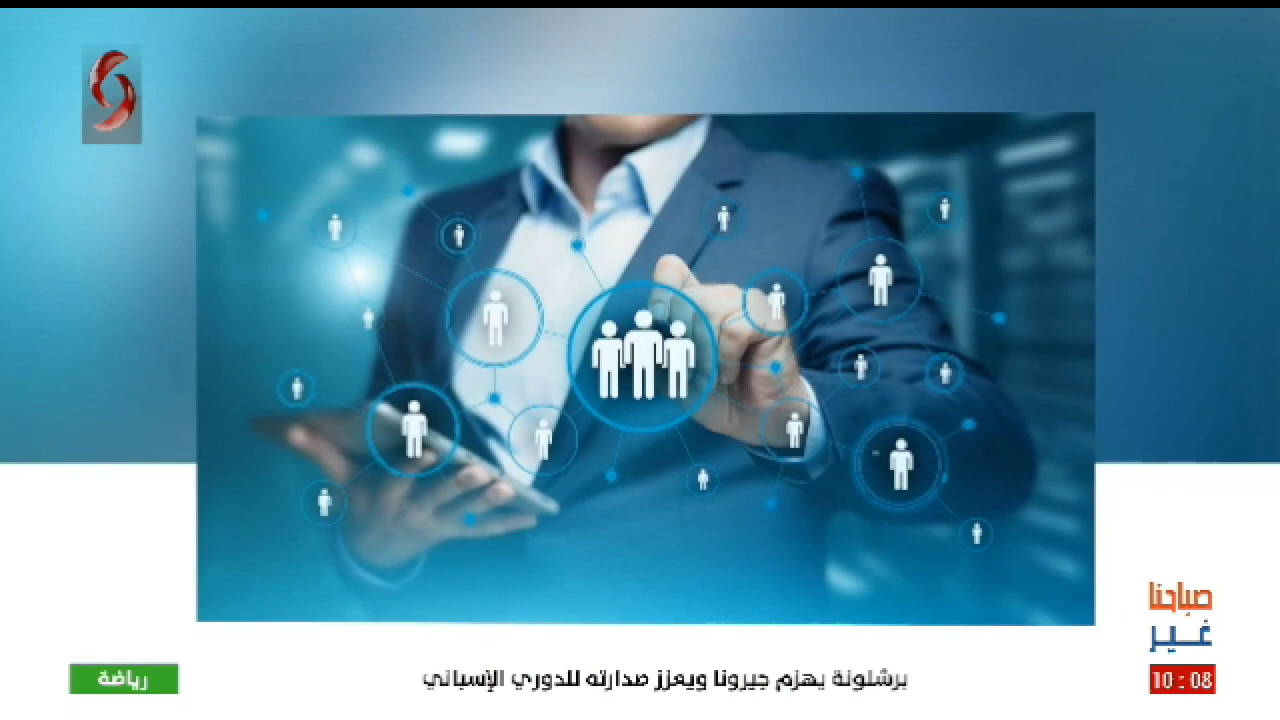 صباحنا
غير
برشلونة يهزم جيرونا ويعزز صدارته للدوري الإسباني
رياضة
10:08